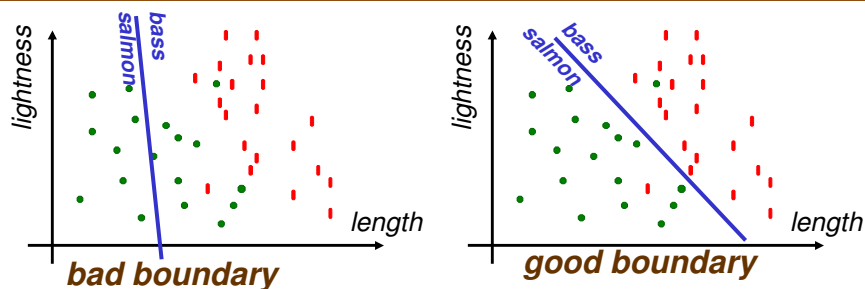 lightness
salmon
bass
length
bad boundary
lightness
salmon
bass
length
good boundary